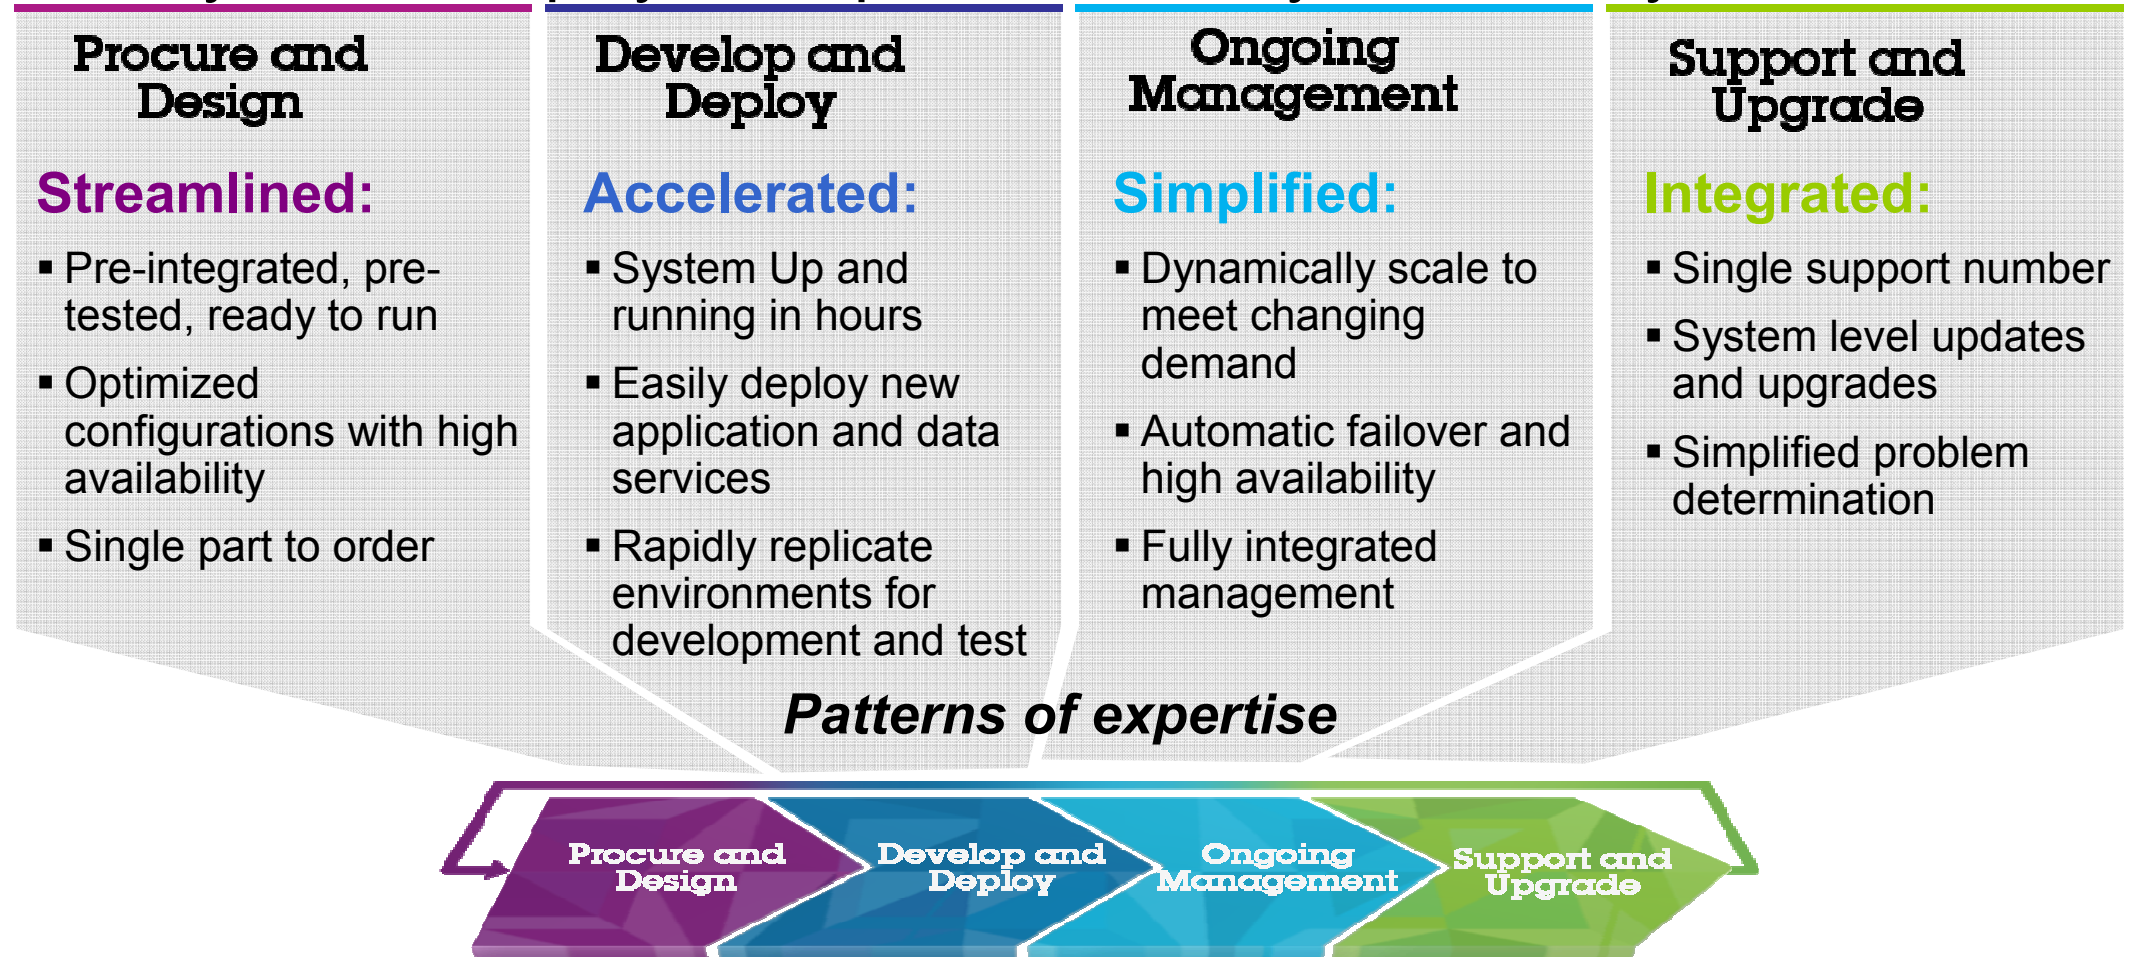 Procure and
Design
Streamlined:
▪ Pre-integrated, pre-
tested, ready to run
▪ Optimized
configurations with high
availability
▪ Single part to order
Develop and
Deploy
Accelerated:
▪ System Up and
running in hours
▪ Easily deploy new
application and data
services
▪ Rapidly replicate
environments for
development and test
Ongoing
Management
Simplified:
▪ Dynamically scale to
meet changing
demand
▪ Automatic failover and
high availability
▪ Fully integrated
management
Support and
Upgrade
Integrated:
▪ Single support number
▪ System level updates
and upgrades
▪ Simplified problem
determination
Patterns of expertise
Procure and
Design
Develop and
Deploy
Ongoing
Management
Support and
Upgrade